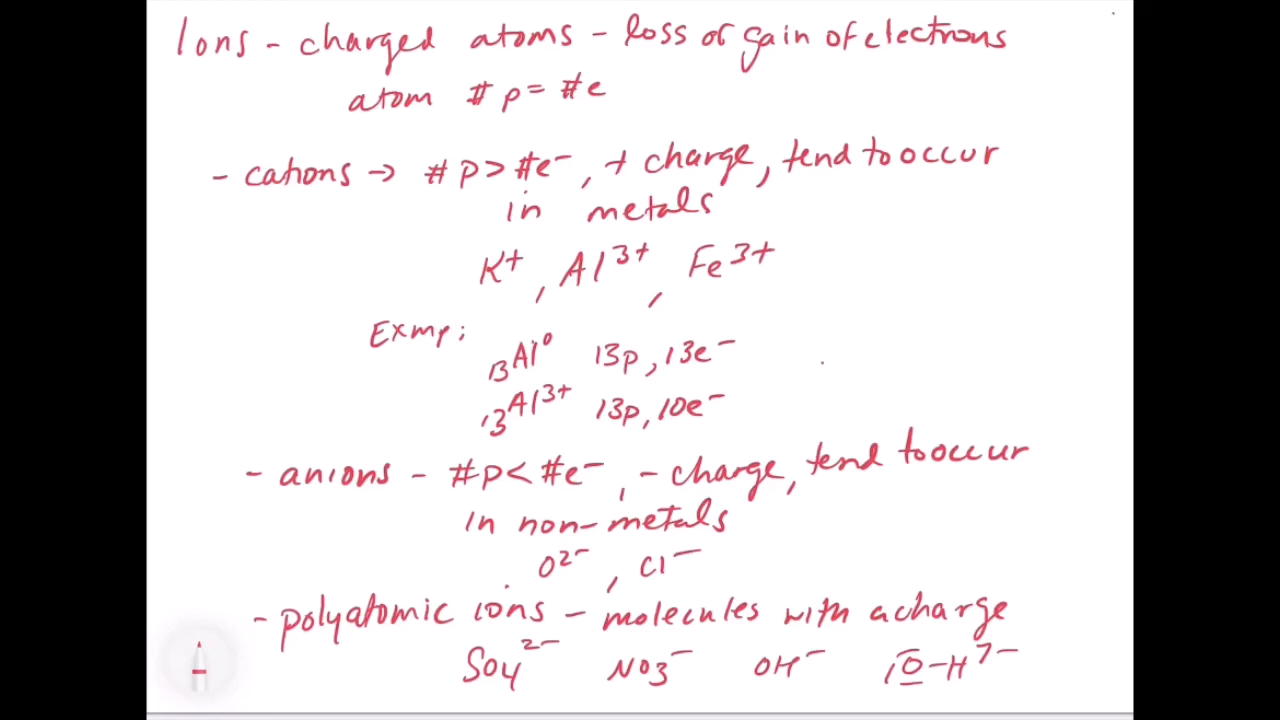 Ions - charged atoms - loss or gain of electrons
atom # p = #e
- cations → # p > #e⁻, + charge, tend to occur
in metals
K⁺, Al³⁺, Fe³⁺
Exmp:
₁₃Al⁰ 13p, 13e⁻
₁₃Al³⁺ 13p, 10e⁻
- anions - #p < #e⁻, - charge, tend to occur
in non-metals
O²⁻, Cl⁻
- polyatomic ions - molecules with a charge
SO₄²⁻ NO₃⁻ OH⁻ O-H ⁻